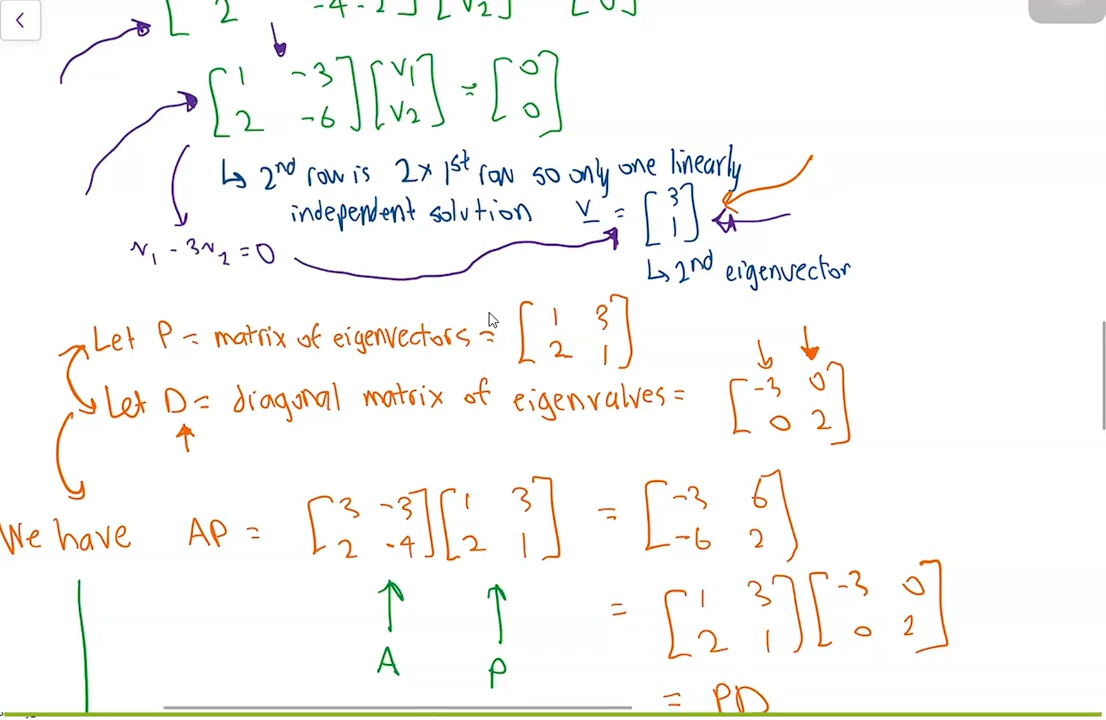 [ 2 -4-2 ] [ v2 ] [ 0 ]
[ 1 -3 ] [ v1 ] = [ 0 ]
[ 2 -6 ] [ v2 ] [ 0 ]
↳ 2nd row is 2x 1st row so only one linearly
independent solution v = [ 3 ]
[ 1 ]
v1 - 3v2 = 0
↳ 2nd eigenvector
Let P = matrix of eigenvectors = [ 1 3 ]
[ 2 1 ]
Let D = diagonal matrix of eigenvalves = [ -3 0 ]
[ 0 2 ]
We have AP = [ 3 -3 ] [ 1 3 ] = [ -3 6 ]
[ 2 -4 ] [ 2 1 ] [ -6 2 ]
= [ 1 3 ] [ -3 0 ]
[ 2 1 ] [ 0 2 ]
A P
= PD